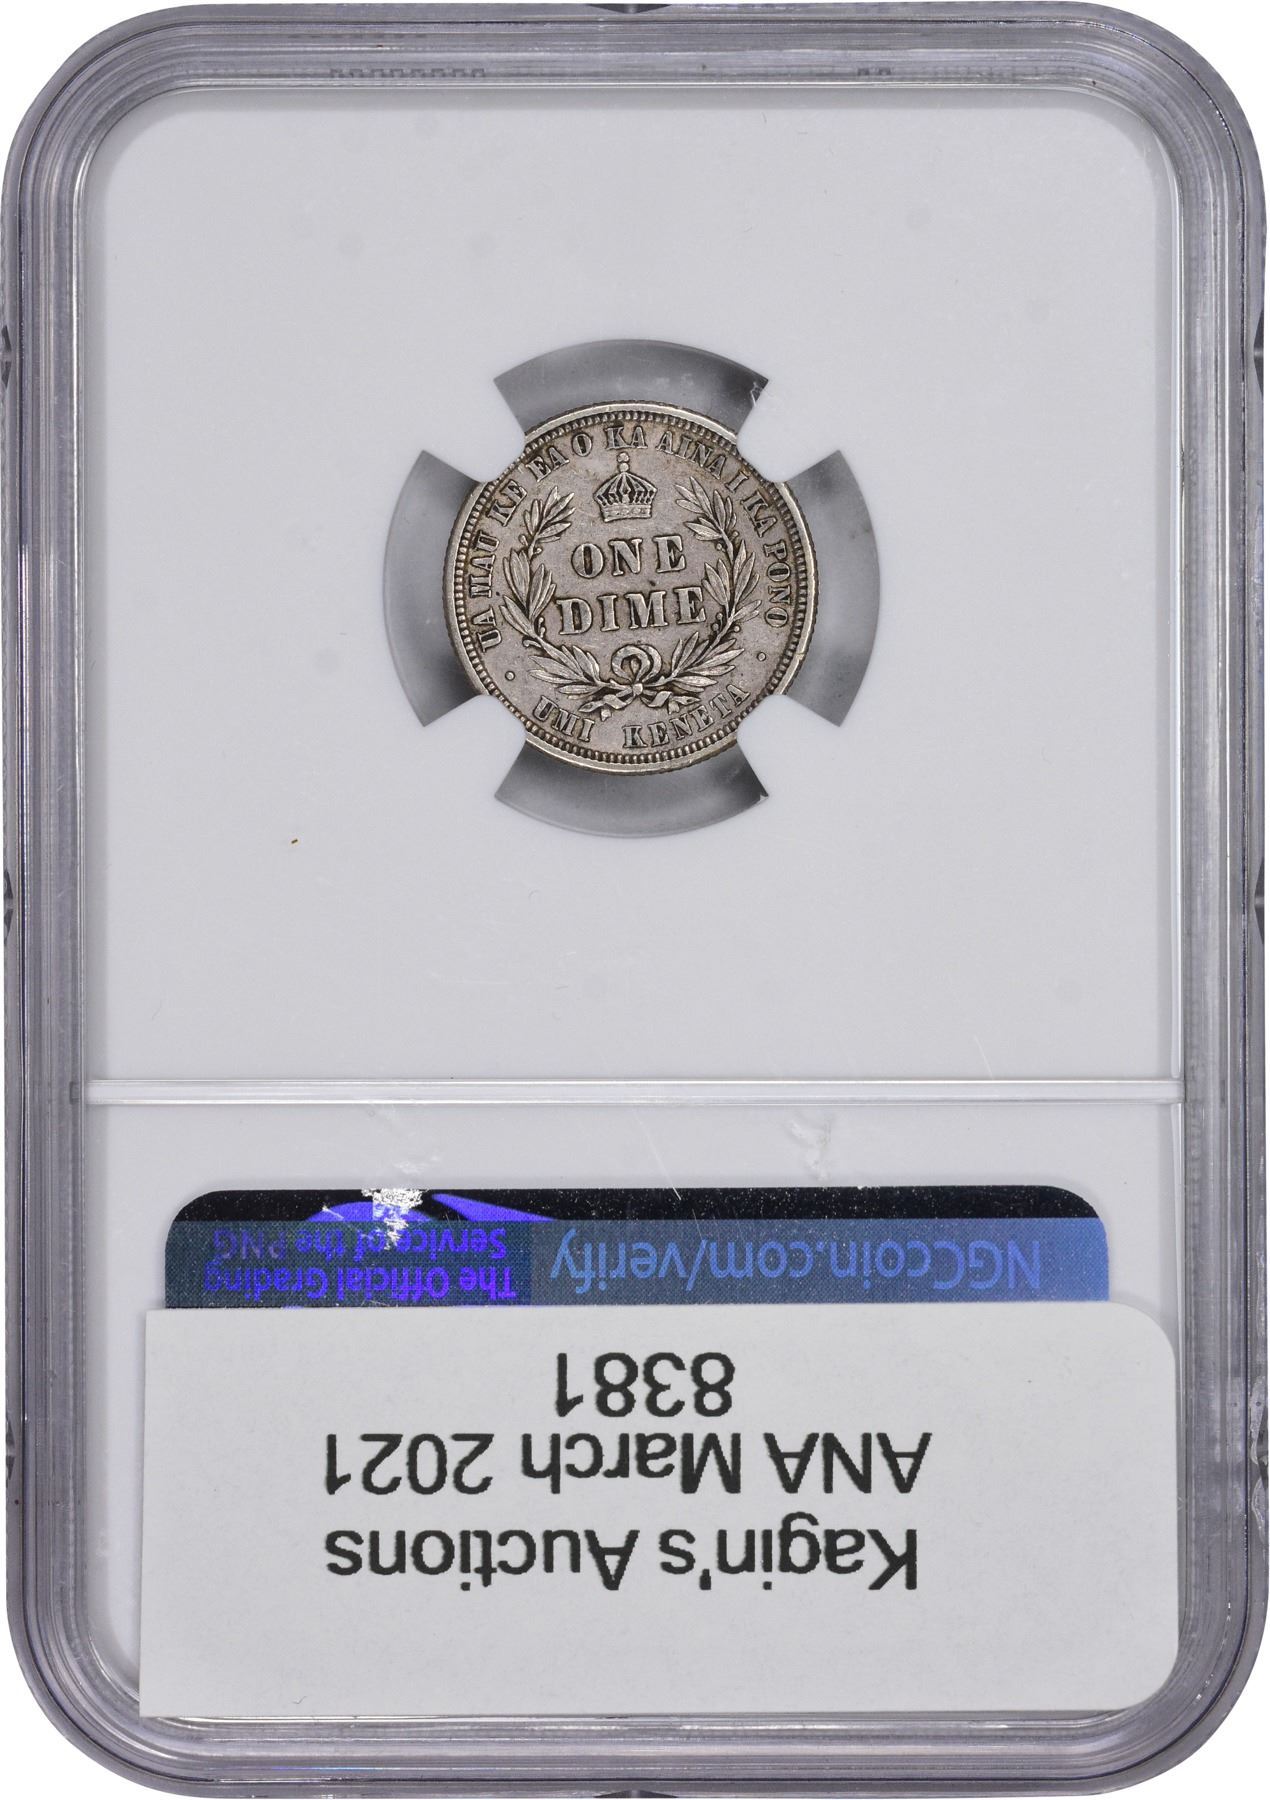 UA MAU KE EA O KA AINA I KA PONO
ONE
DIME
· UMI KENETA ·
NGCcoin.com/verify
The Official Grading
Service of the PNG
Kagin's Auctions
ANA March 2021
8381